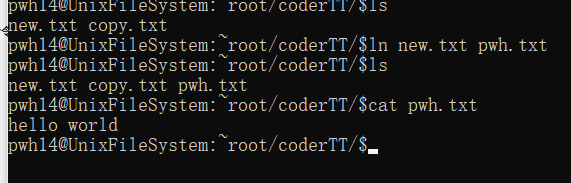 pwh14@UnixFileSystem:~root/coderTT/$ls
new.txt copy.txt
pwh14@UnixFileSystem:~root/coderTT/$ln new.txt pwh.txt
pwh14@UnixFileSystem:~root/coderTT/$ls
new.txt copy.txt pwh.txt
pwh14@UnixFileSystem:~root/coderTT/$cat pwh.txt
hello world
pwh14@UnixFileSystem:~root/coderTT/$